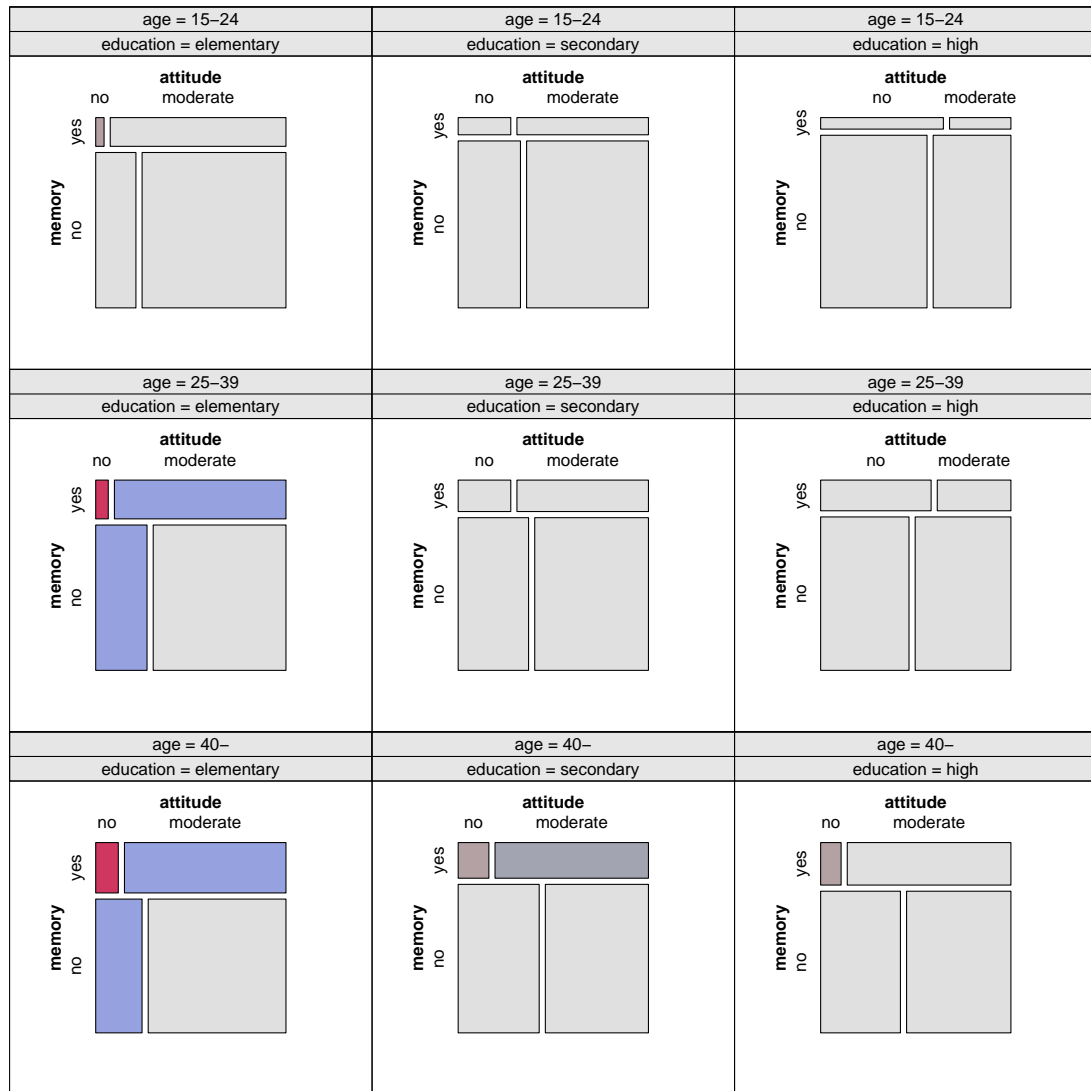 age = 15−24
education = elementary
attitude
no moderate
memory
yes
no
age = 15−24
education = secondary
attitude
no moderate
memory
yes
no
age = 15−24
education = high
attitude
no moderate
memory
yes
no
age = 25−39
education = elementary
attitude
no moderate
memory
yes
no
age = 25−39
education = secondary
attitude
no moderate
memory
yes
no
age = 25−39
education = high
attitude
no moderate
memory
yes
no
age = 40−
education = elementary
attitude
no moderate
memory
yes
no
age = 40−
education = secondary
attitude
no moderate
memory
yes
no
age = 40−
education = high
attitude
no moderate
memory
yes
no